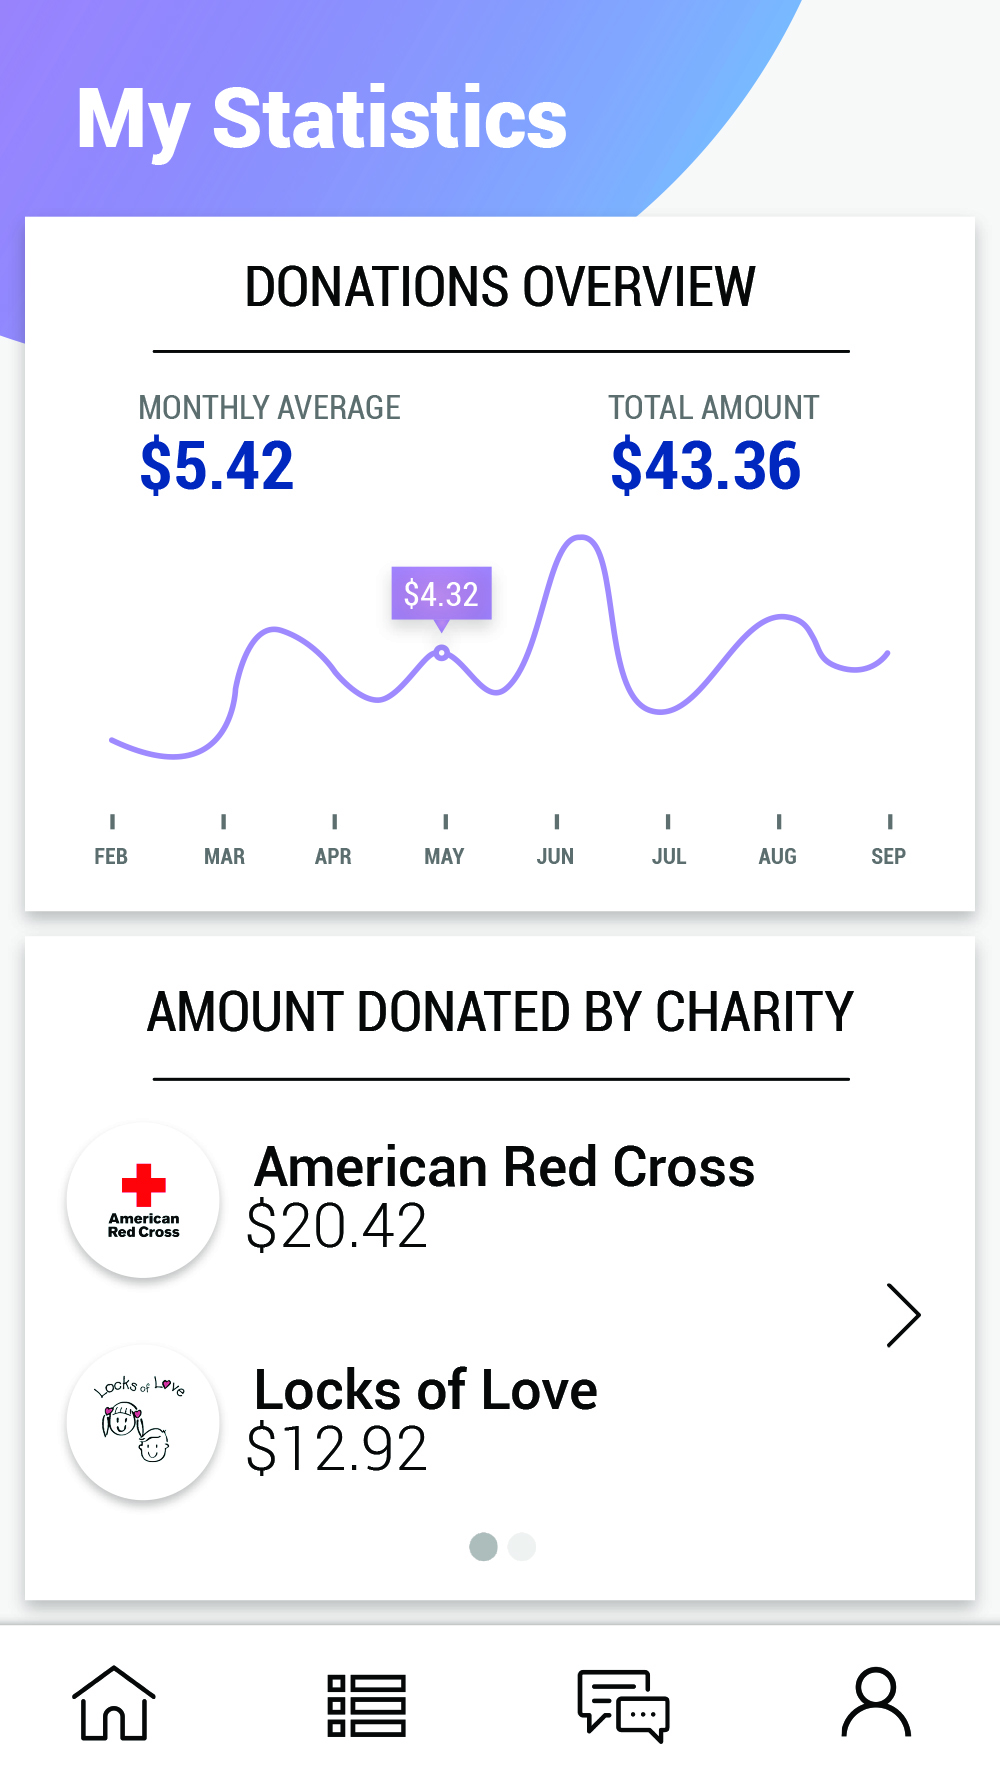 My Statistics
DONATIONS OVERVIEW
MONTHLY AVERAGE
$5.42
TOTAL AMOUNT
$43.36
$4.32
FEB MAR APR MAY JUN JUL AUG SEP
AMOUNT DONATED BY CHARITY
American
Red Cross
American Red Cross
$20.42
Locks of Love
Locks of Love
$12.92